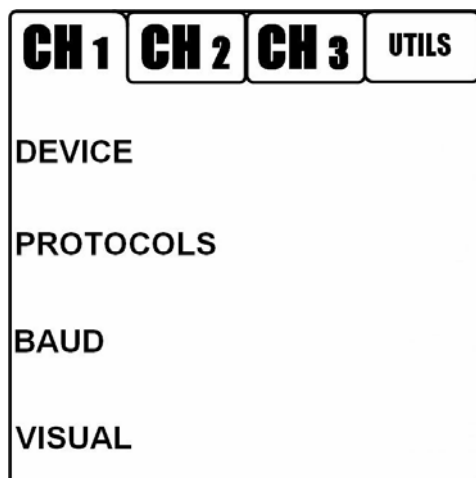 CH 1 CH 2 CH 3 UTILS
DEVICE
PROTOCOLS
BAUD
VISUAL